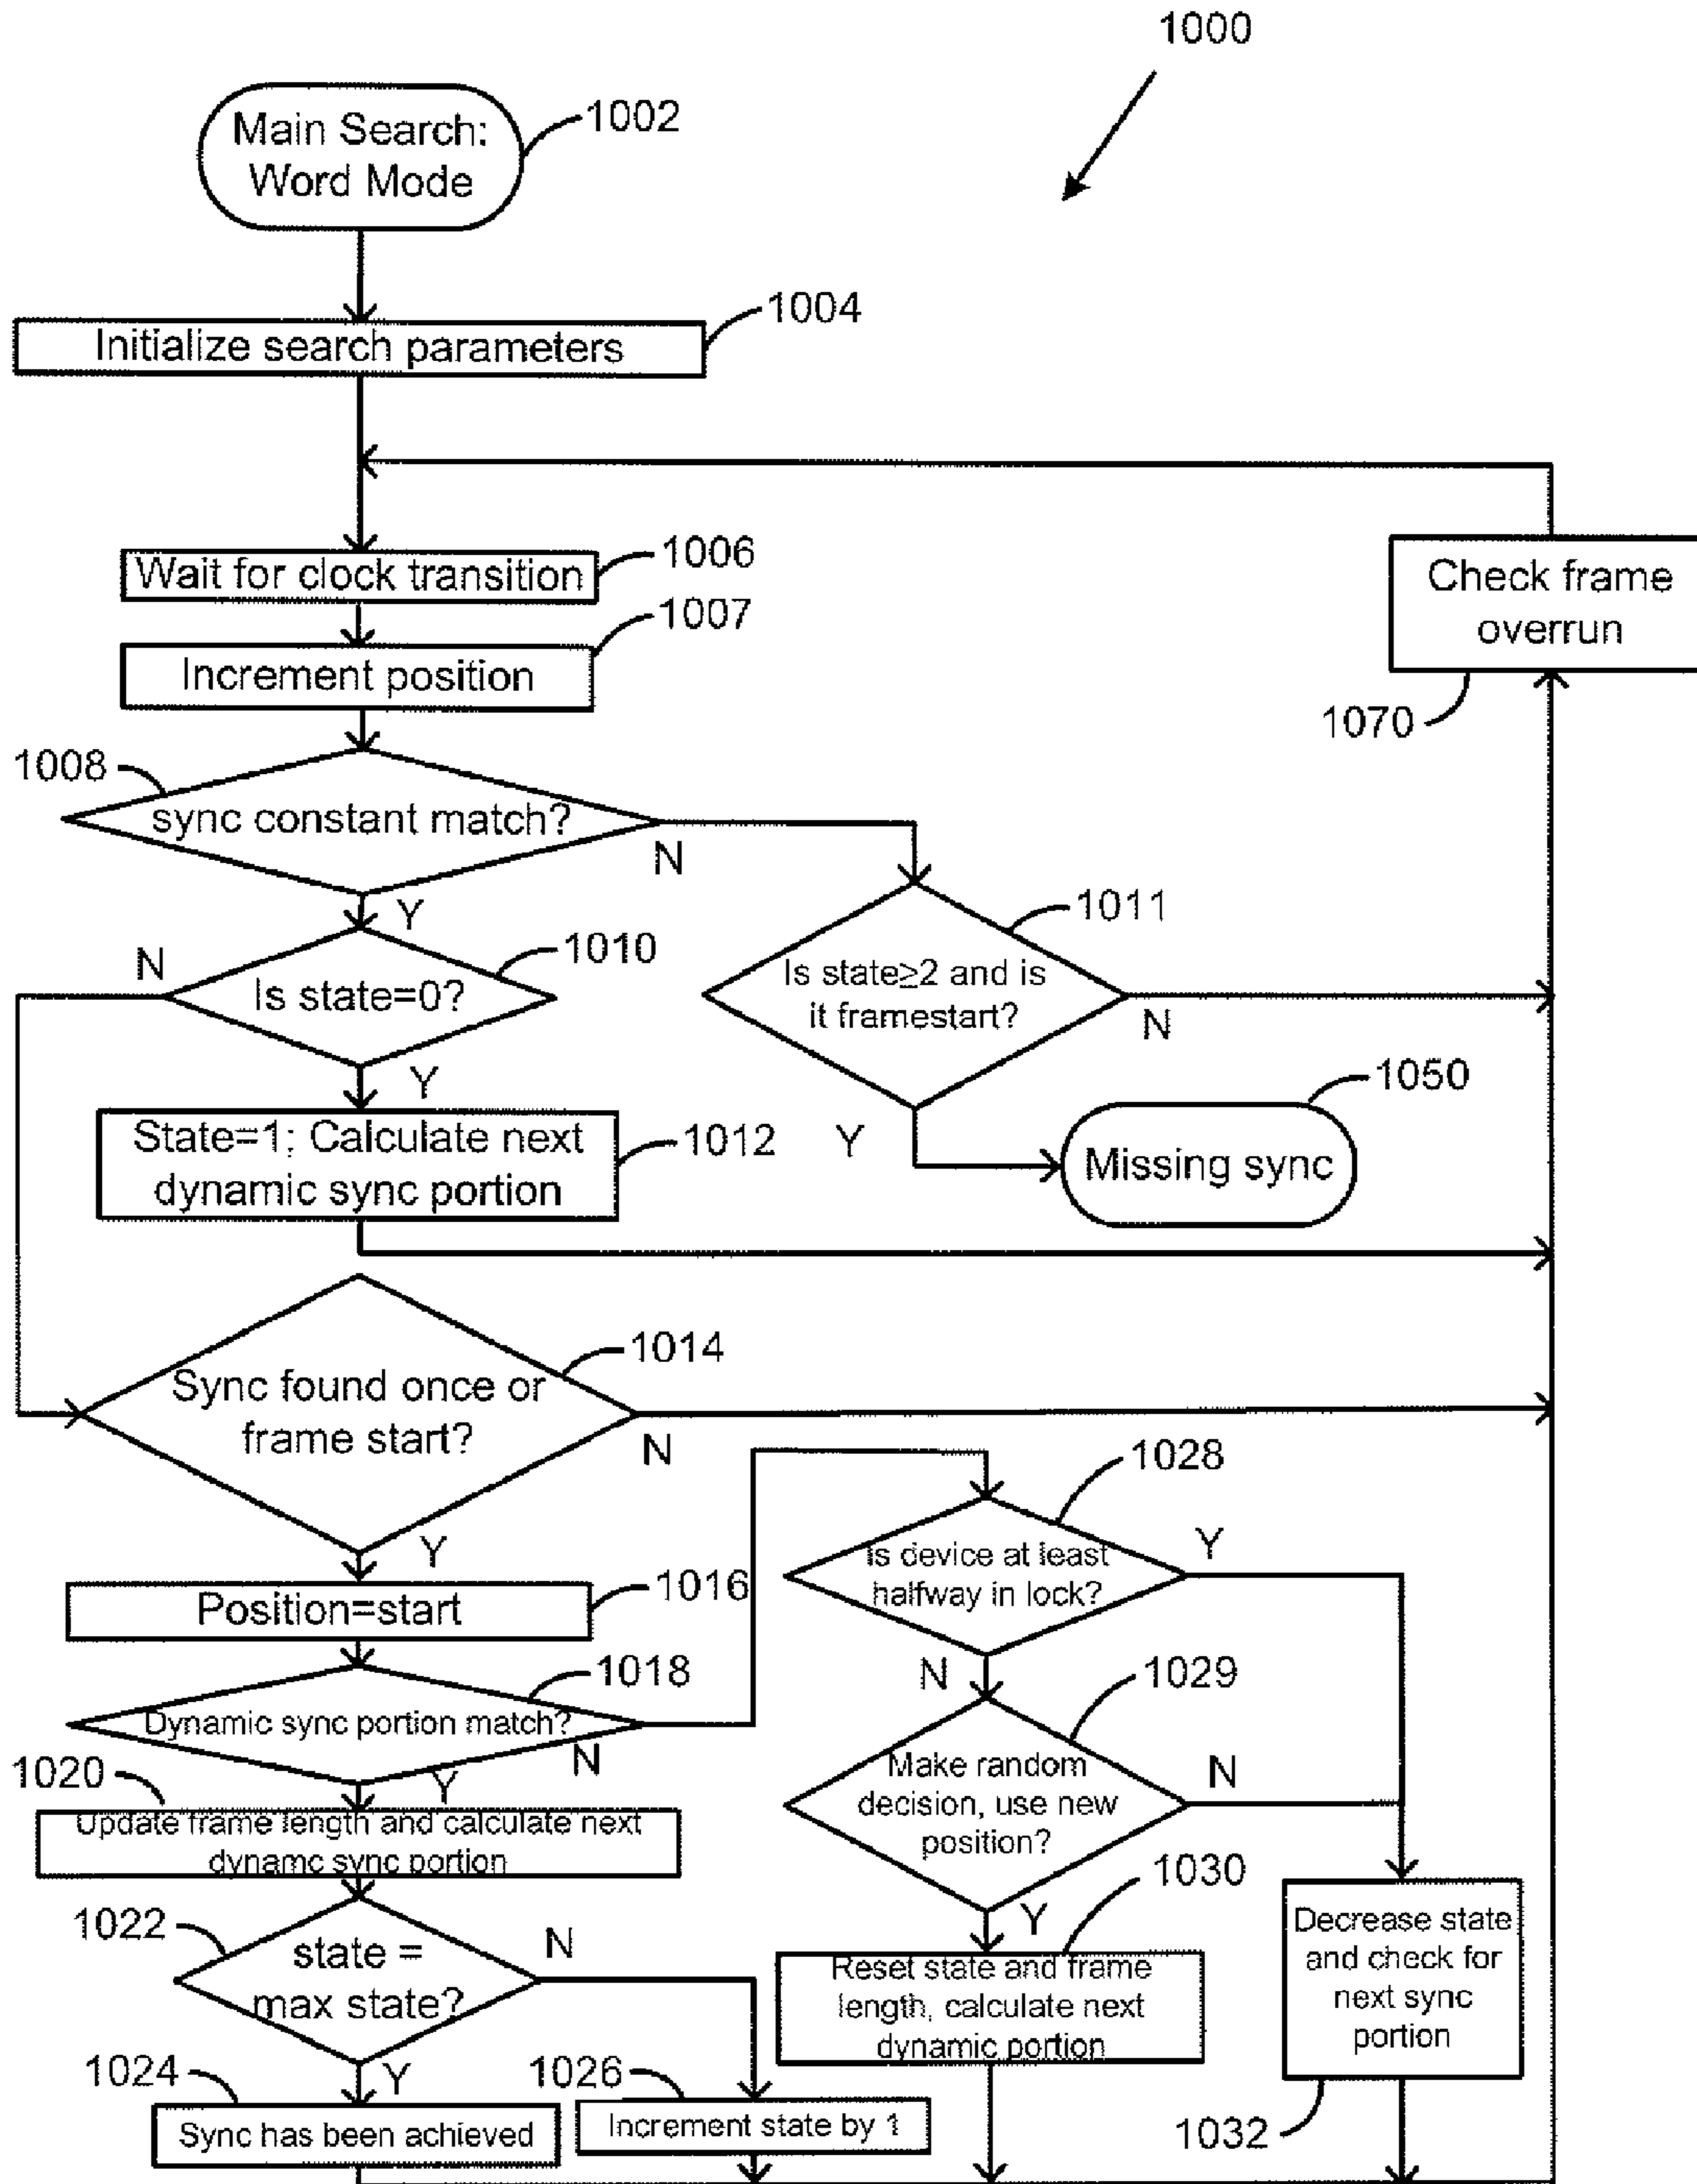 1000
Main Search:
Word Mode
1002
1004
Initialize search parameters
Wait for clock transition
1006
1007
Increment position
Check frame
overrun
1070
1008
sync constant match?
N
Y
1011
Is state≥2 and is
it framestart?
N
Y
N
1010
Is state=0?
Y
1050
Missing sync
State=1; Calculate next
dynamic sync portion
1012
1014
Sync found once or
frame start?
N
Y
1028
Is device at least
halfway in lock?
Y
N
Position=start
1016
1018
Dynamic sync portion match?
N
Y
1029
Make random
decision, use new
position?
N
Y
1020
Update frame length and calculate next
dynamc sync portion
1030
Reset state and frame
length, calculate next
dynamic portion
Decrease state
and check for
next sync
portion
1032
1022
state =
max state?
N
Y
1024
Sync has been achieved
1026
Increment state by 1